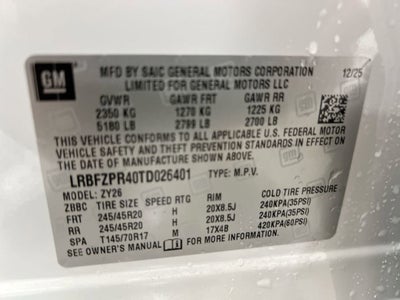 GM
MFD BY SAIC GENERAL MOTORS CORPORATION 12/25
LIMITED FOR GENERAL MOTORS LLC
GVWR GAWR FRT GAWR RR
2350 KG 1270 KG 1225 KG
5180 LB 2799 LB 2700 LB
THIS VEHICLE CONFORMS TO ALL APPLICABLE U.S. FEDERAL MOTOR
VEHICLE SAFETY AND THEFT PREVENTION STANDARDS IN EFFECT ON
THE DATE OF MANUFACTURE SHOWN ABOVE.
LRBFZPR40TD026401 TYPE: M.P.V.
MODEL: ZY26
ZBBC TIRE SIZE SPEED RTG RIM COLD TIRE PRESSURE
FRT 245/45R20 H 20X8.5J 240KPA(35PSI)
RR 245/45R20 H 20X8.5J 240KPA(35PSI)
SPA T145/70R17 M 17X4B 420KPA(60PSI)
SEE OWNER'S MANUAL FOR ADDITIONAL INFORMATION.